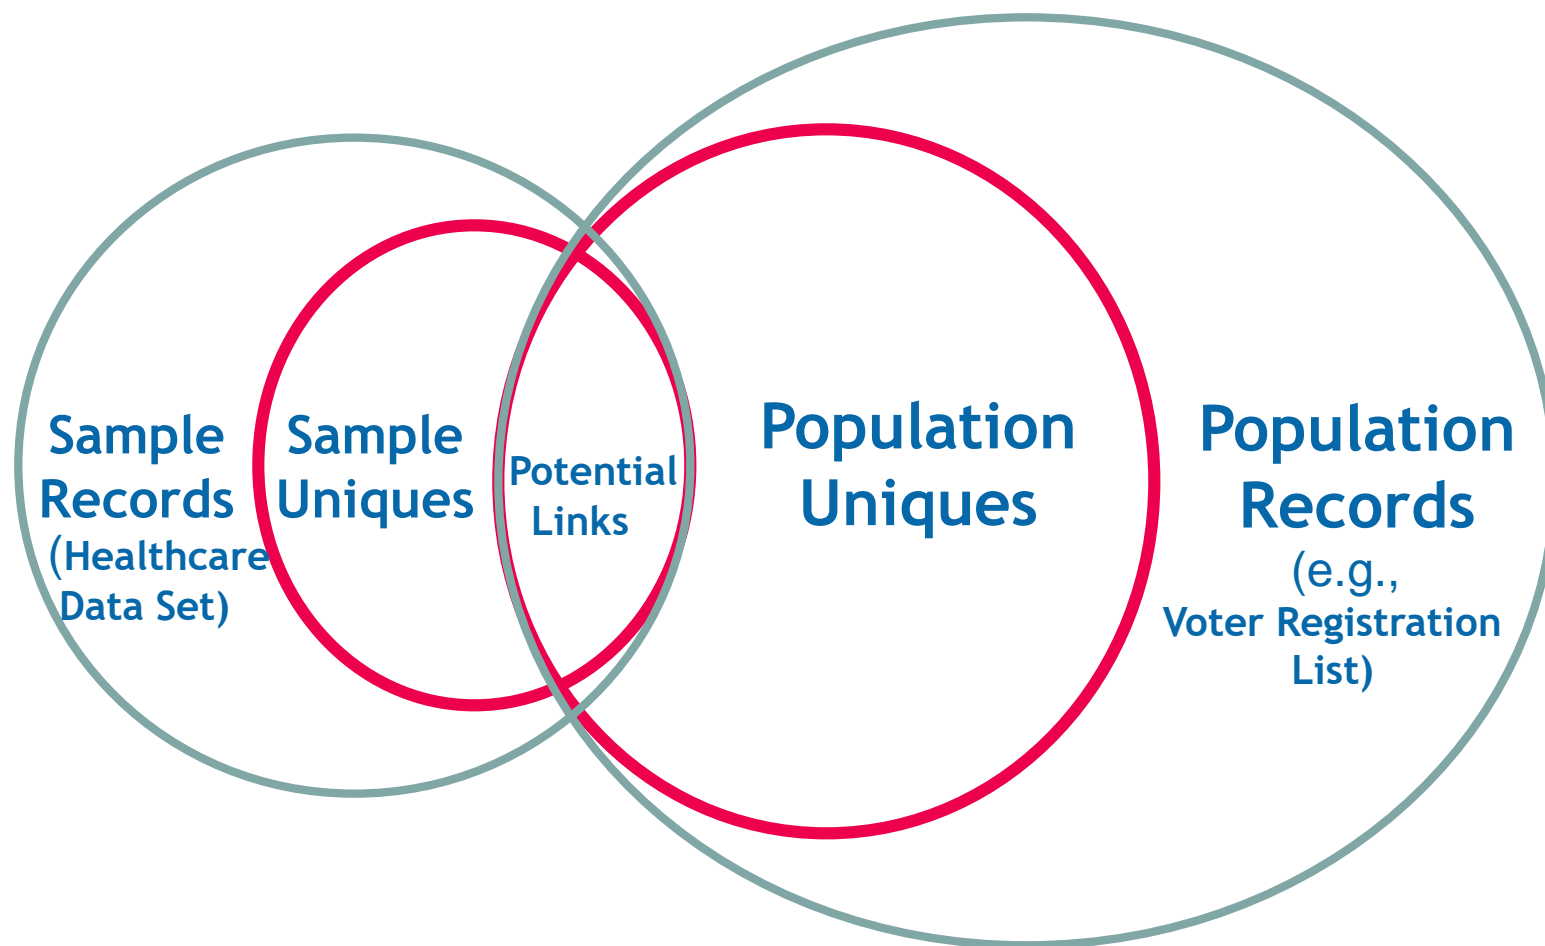 Sample
Records
(Healthcare
Data Set)
Sample
Uniques
Potential
Links
Population
Uniques
Population
Records
(e.g.,
Voter Registration
List)